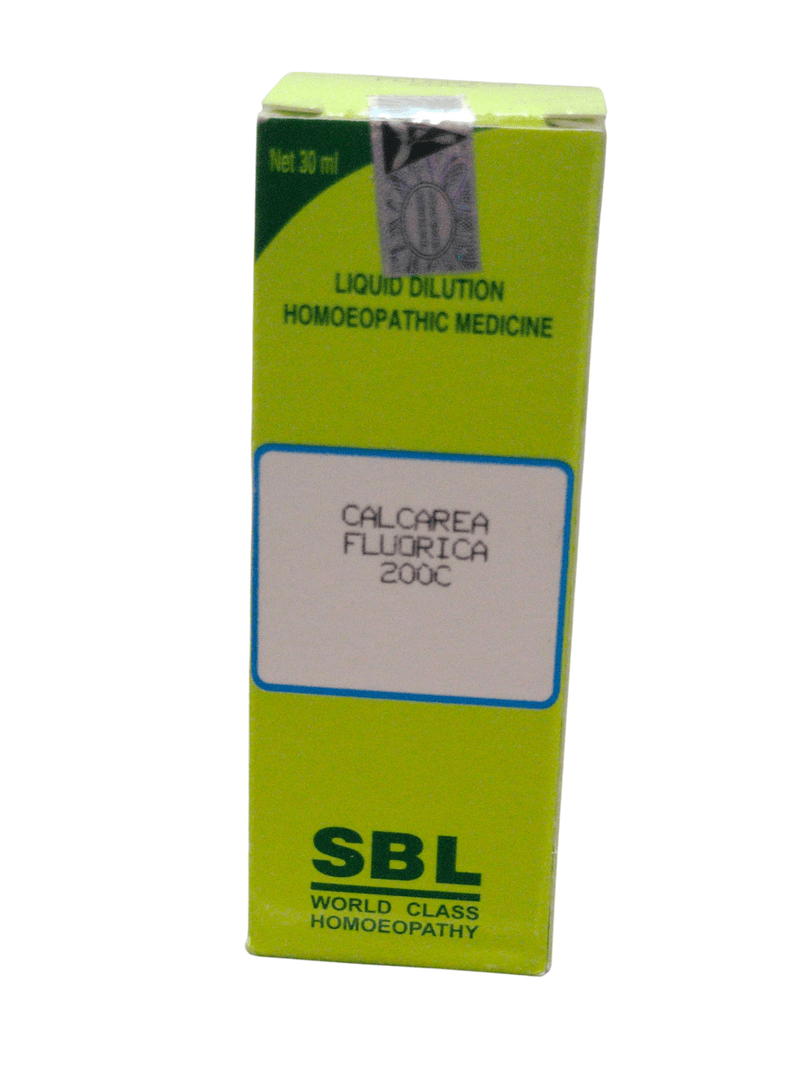 Net 30 ml
LIQUID DILUTION
HOMOEOPATHIC MEDICINE
CALCAREA
FLUORICA
200C
SBL
WORLD CLASS
HOMOEOPATHY